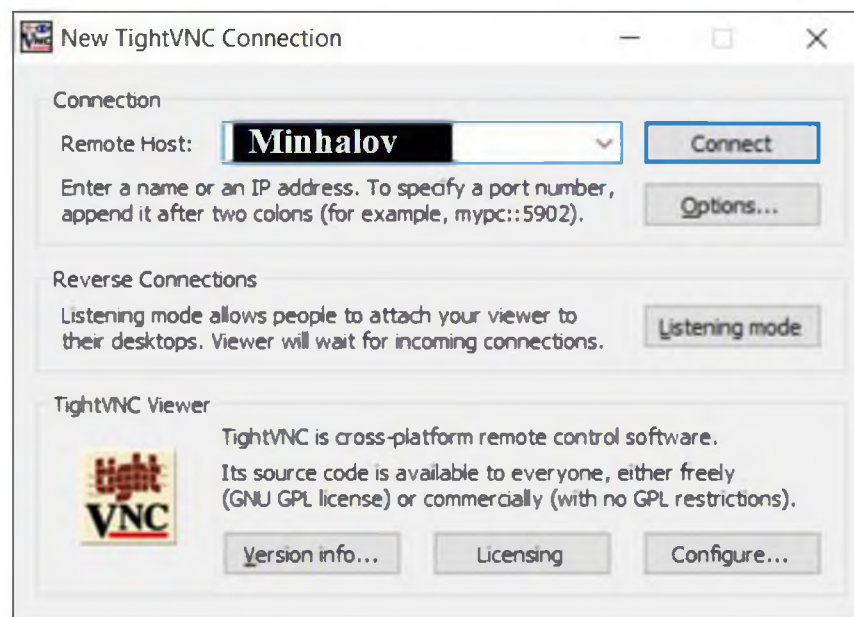 New TightVNC Connection
Connection
Remote Host: Minhalov Connect
Enter a name or an IP address. To specify a port number,
append it after two colons (for example, mypc::5902).
Options...
Reverse Connections
Listening mode allows people to attach your viewer to
their desktops. Viewer will wait for incoming connections.
Listening mode
TightVNC Viewer
tight
VNC
TightVNC is cross-platform remote control software.
Its source code is available to everyone, either freely
(GNU GPL license) or commercially (with no GPL restrictions).
Version info... Licensing Configure...